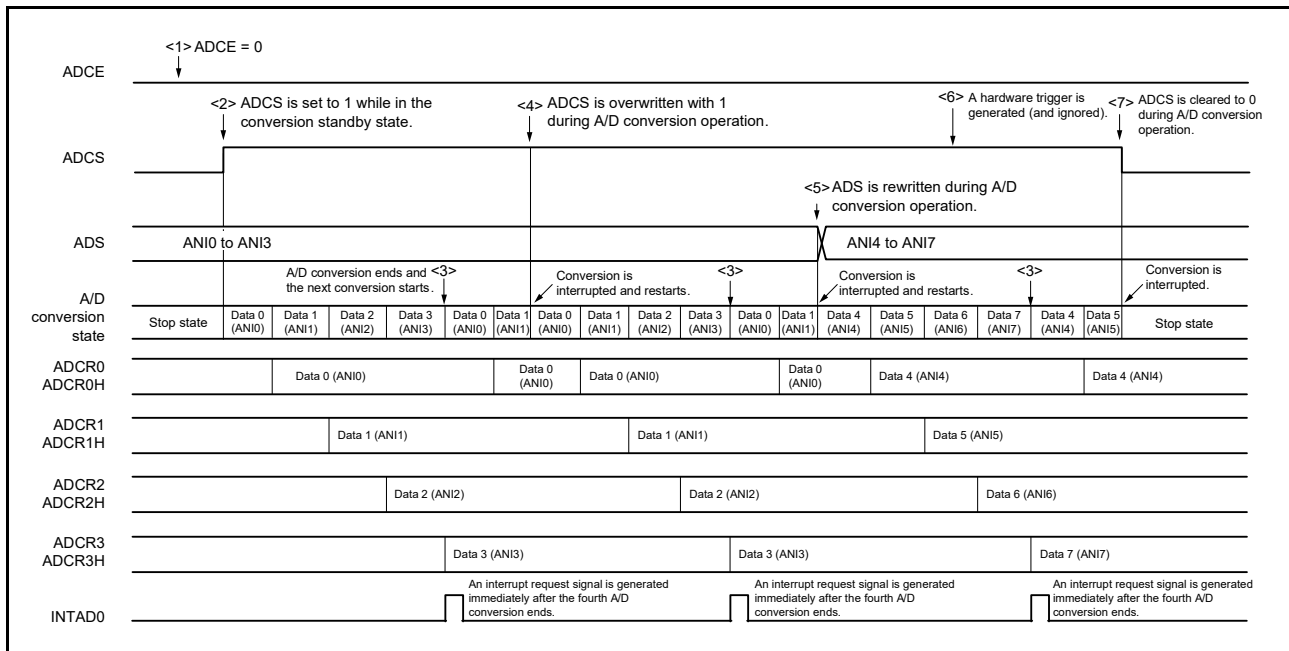 <1> ADCE = 0
ADCE
<2> ADCS is set to 1 while in the
conversion standby state.
<4> ADCS is overwritten with 1
during A/D conversion operation.
<6> A hardware trigger is
generated (and ignored).
<7> ADCS is cleared to 0
during A/D conversion
operation.
ADCS
<5> ADS is rewritten during A/D
conversion operation.
ADS
ANI0 to ANI3
ANI4 to ANI7
A/D conversion ends and
the next conversion starts.
<3>
Conversion is
interrupted and restarts.
<3>
Conversion is
interrupted and restarts.
<3>
Conversion is
interrupted.
A/D
conversion
state
Stop state
Data 0
(ANI0)
Data 1
(ANI1)
Data 2
(ANI2)
Data 3
(ANI3)
Data 0
(ANI0)
Data 1
(ANI1)
Data 0
(ANI0)
Data 1
(ANI1)
Data 2
(ANI2)
Data 3
(ANI3)
Data 0
(ANI0)
Data 1
(ANI1)
Data 4
(ANI4)
Data 5
(ANI5)
Data 6
(ANI6)
Data 7
(ANI7)
Data 4
(ANI4)
Data 5
(ANI5)
Stop state
ADCR0
ADCR0H
Data 0 (ANI0)
Data 0
(ANI0)
Data 0 (ANI0)
Data 0
(ANI0)
Data 4 (ANI4)
Data 4 (ANI4)
ADCR1
ADCR1H
Data 1 (ANI1)
Data 1 (ANI1)
Data 5 (ANI5)
ADCR2
ADCR2H
Data 2 (ANI2)
Data 2 (ANI2)
Data 6 (ANI6)
ADCR3
ADCR3H
Data 3 (ANI3)
Data 3 (ANI3)
Data 7 (ANI7)
INTAD0
An interrupt request signal is generated
immediately after the fourth A/D
conversion ends.
An interrupt request signal is generated
immediately after the fourth A/D
conversion ends.
An interrupt request signal is generated
immediately after the fourth A/D
conversion ends.